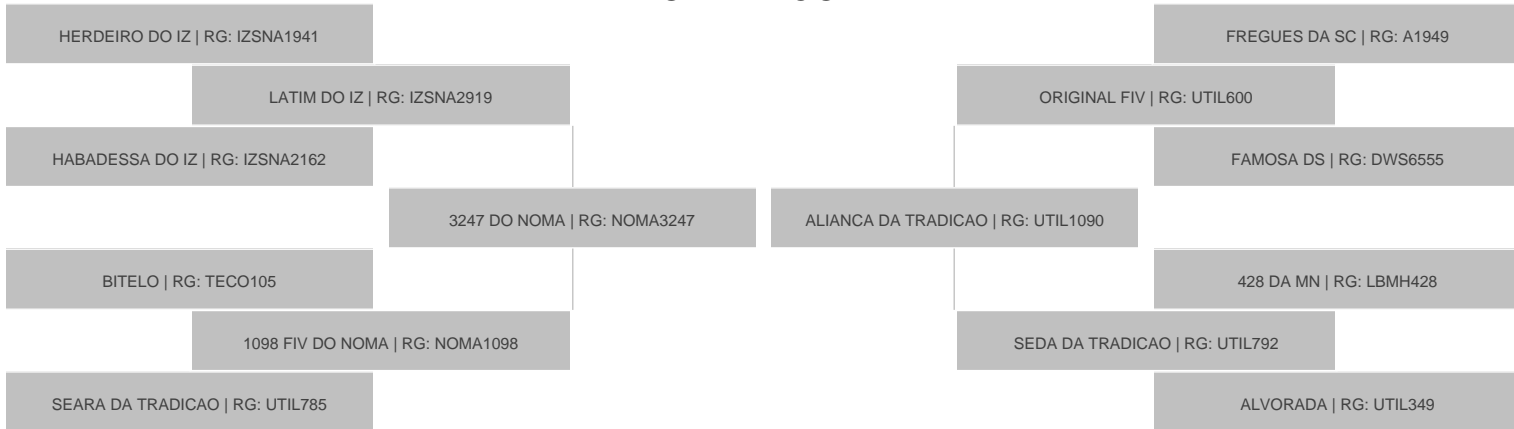 HERDEIRO DO IZ | RG: IZSNA1941
FREGUES DA SC | RG: A1949
LATIM DO IZ | RG: IZSNA2919
ORIGINAL FIV | RG: UTIL600
HABADESSA DO IZ | RG: IZSNA2162
FAMOSA DS | RG: DWS6555
3247 DO NOMA | RG: NOMA3247
ALIANCA DA TRADICAO | RG: UTIL1090
BITELO | RG: TECO105
428 DA MN | RG: LBMH428
1098 FIV DO NOMA | RG: NOMA1098
SEDA DA TRADICAO | RG: UTIL792
SEARA DA TRADICAO | RG: UTIL785
ALVORADA | RG: UTIL349